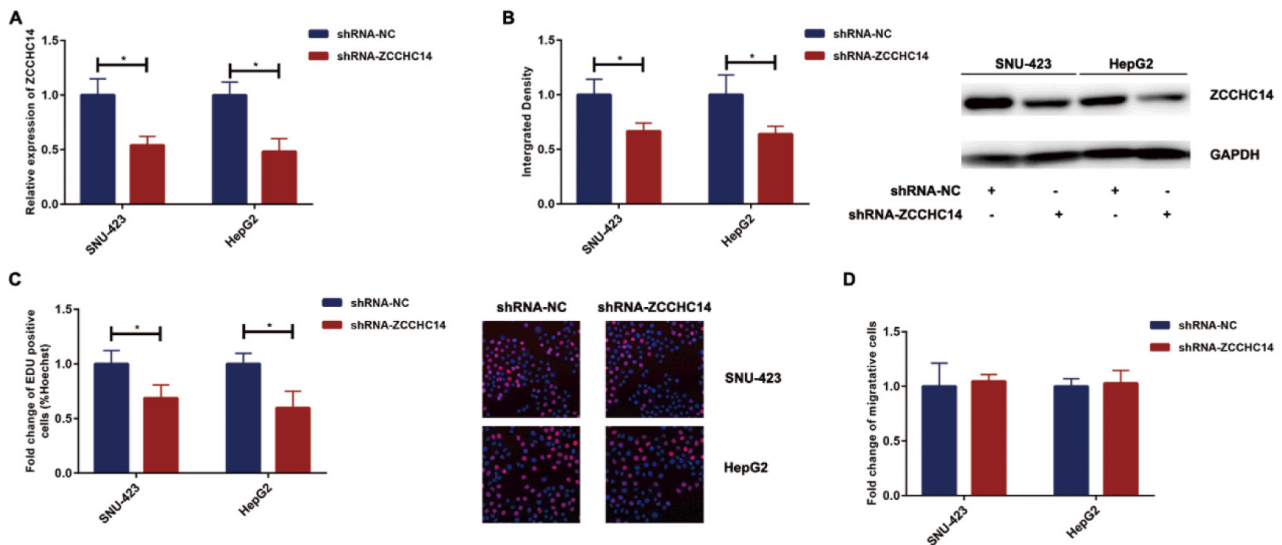 A
Relative expression of ZCCHC14
1.5
1.0
0.5
0.0
*
*
SNU-423
HepG2
shRNA-NC
shRNA-ZCCHC14
B
Intergrated Density
1.5
1.0
0.5
0.0
*
*
SNU-423
HepG2
shRNA-NC
shRNA-ZCCHC14
SNU-423 HepG2
ZCCHC14
GAPDH
shRNA-NC + - + -
shRNA-ZCCHC14 - + - +
C
Fold change of EDU positive
cells (%Hoechst)
1.5
1.0
0.5
0.0
*
*
SNU-423
HepG2
shRNA-NC
shRNA-ZCCHC14
shRNA-NC shRNA-ZCCHC14
SNU-423
HepG2
D
Fold change of migratative cells
1.5
1.0
0.5
0.0
SNU-423
HepG2
shRNA-NC
shRNA-ZCCHC14